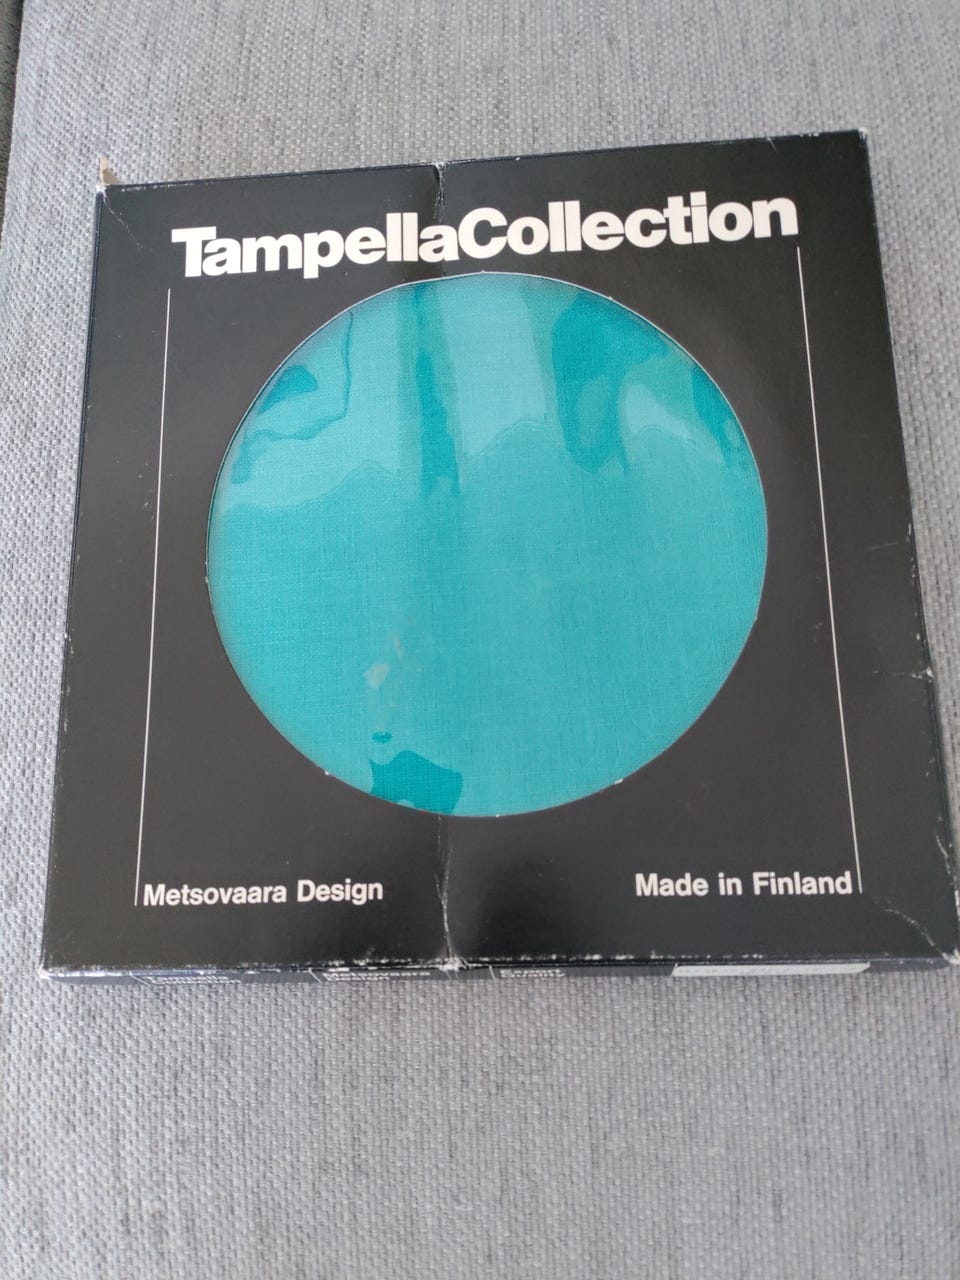 TampellaCollection
Metsovaara Design
Made in Finland